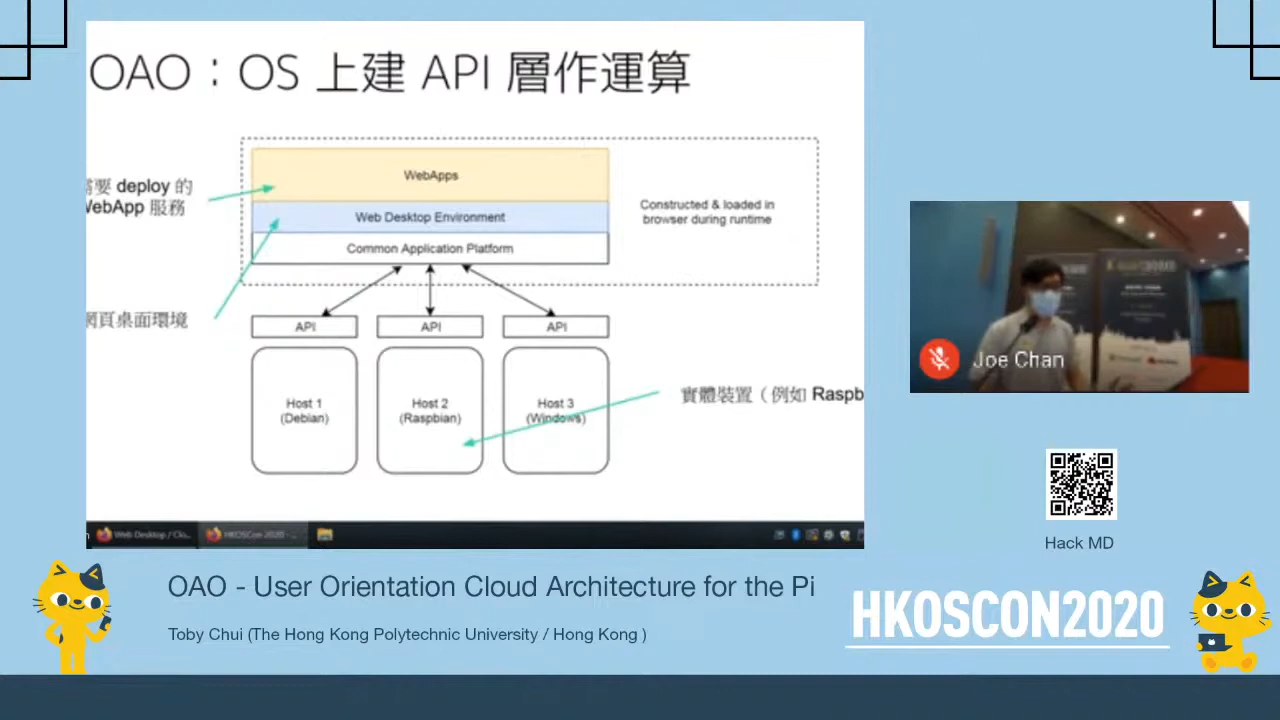 OAO：OS 上建 API 層作運算
需要 deploy 的
WebApp 服務
WebApps
Web Desktop Environment
Common Application Platform
Constructed & loaded in
browser during runtime
網頁桌面環境
API
API
API
Host 1
(Debian)
Host 2
(Raspbian)
Host 3
(Windows)
實體裝置（例如 Raspb
Web Desktop / Clo...
HKOSCon 2020 - ...
Joe Chan
Hack MD
OAO - User Orientation Cloud Architecture for the Pi
Toby Chui (The Hong Kong Polytechnic University / Hong Kong )
HKOSCON2020